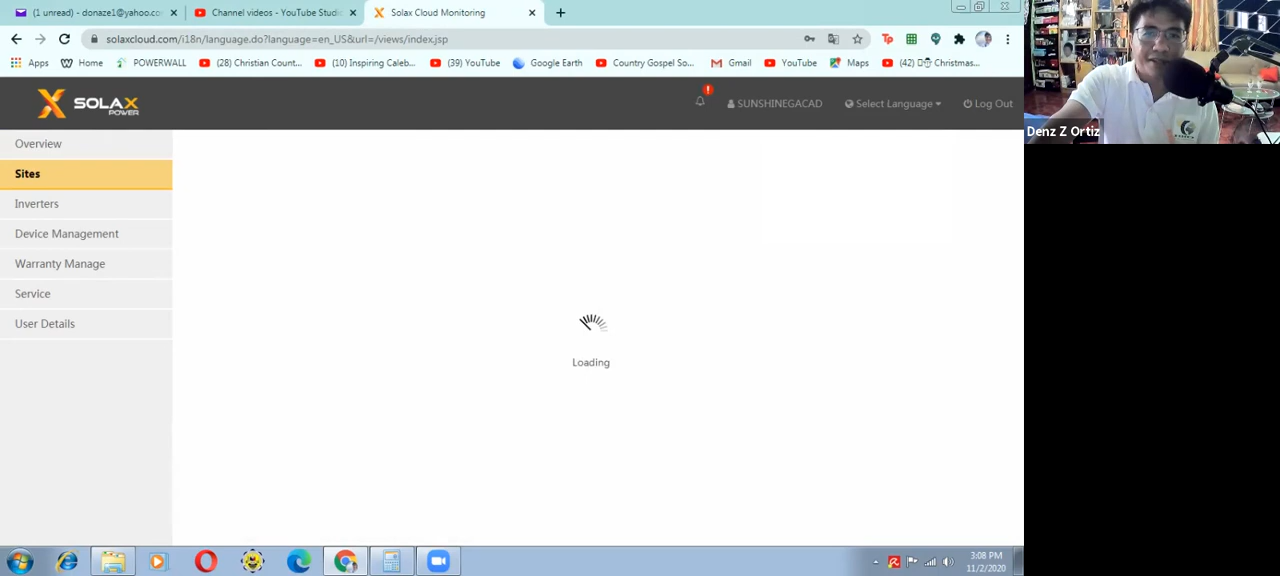 (1 unread) - donaze1@yahoo.co
Channel videos - YouTube Studi
Solax Cloud Monitoring
solaxcloud.com/i18n/language.do?language=en_US&url=/views/index.jsp
Apps
Home
POWERWALL
(28) Christian Count...
(10) Inspiring Caleb...
(39) YouTube
Google Earth
Country Gospel So...
Gmail
YouTube
Maps
(42) Christmas...
SOLAX
POWER
SUNSHINEGACAD
Select Language
Log Out
Overview
Sites
Inverters
Device Management
Warranty Manage
Service
User Details
Loading
Denz Z Ortiz
3:08 PM
11/2/2020